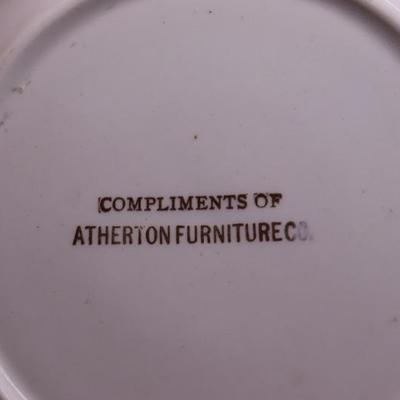 COMPLIMENTS OF
ATHERTON FURNITURE CO.